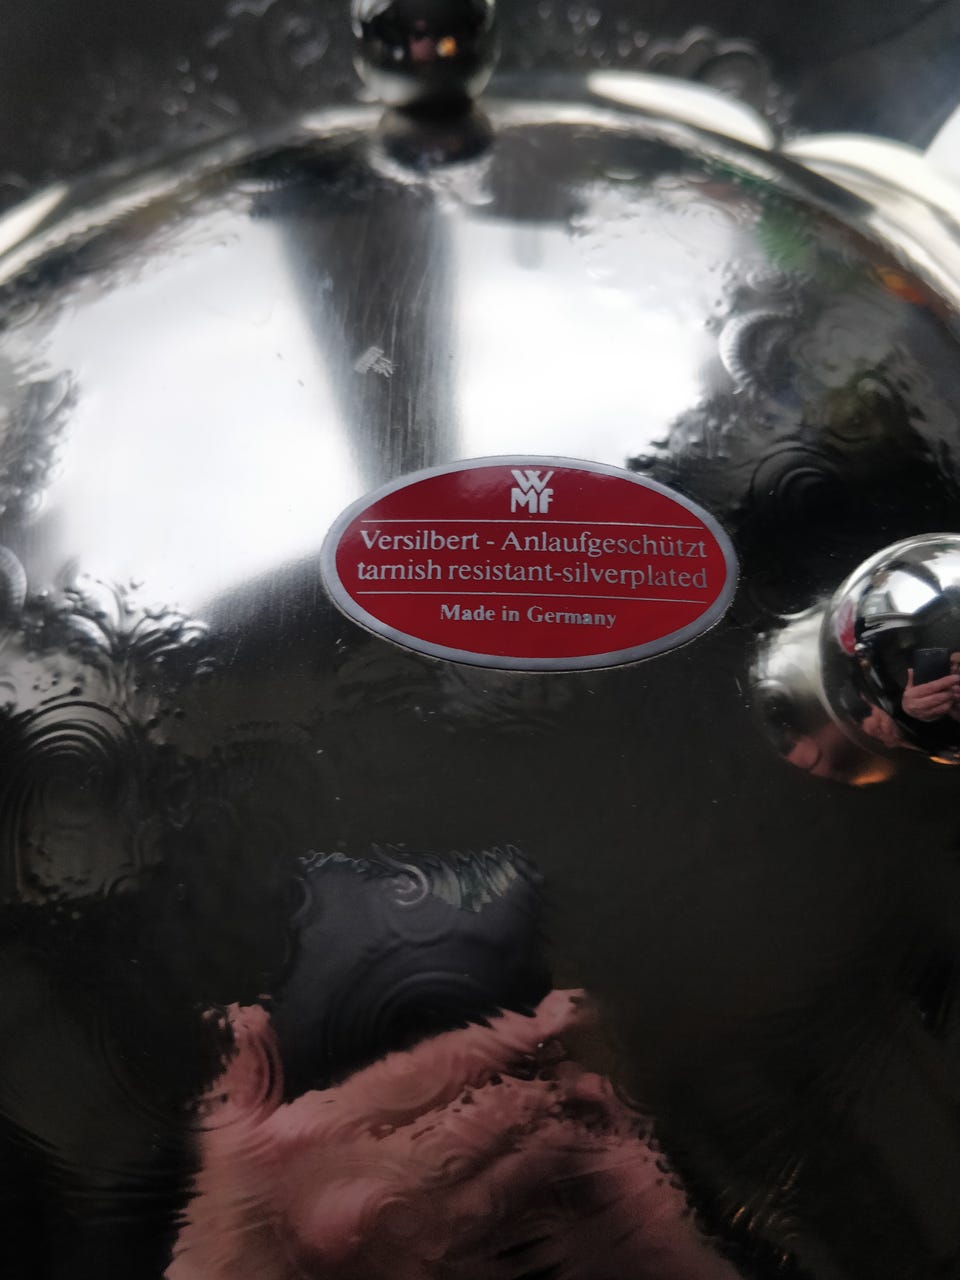 WMF
Versilbert - Anlaufgeschützt
tarnish resistant-silverplated
Made in Germany